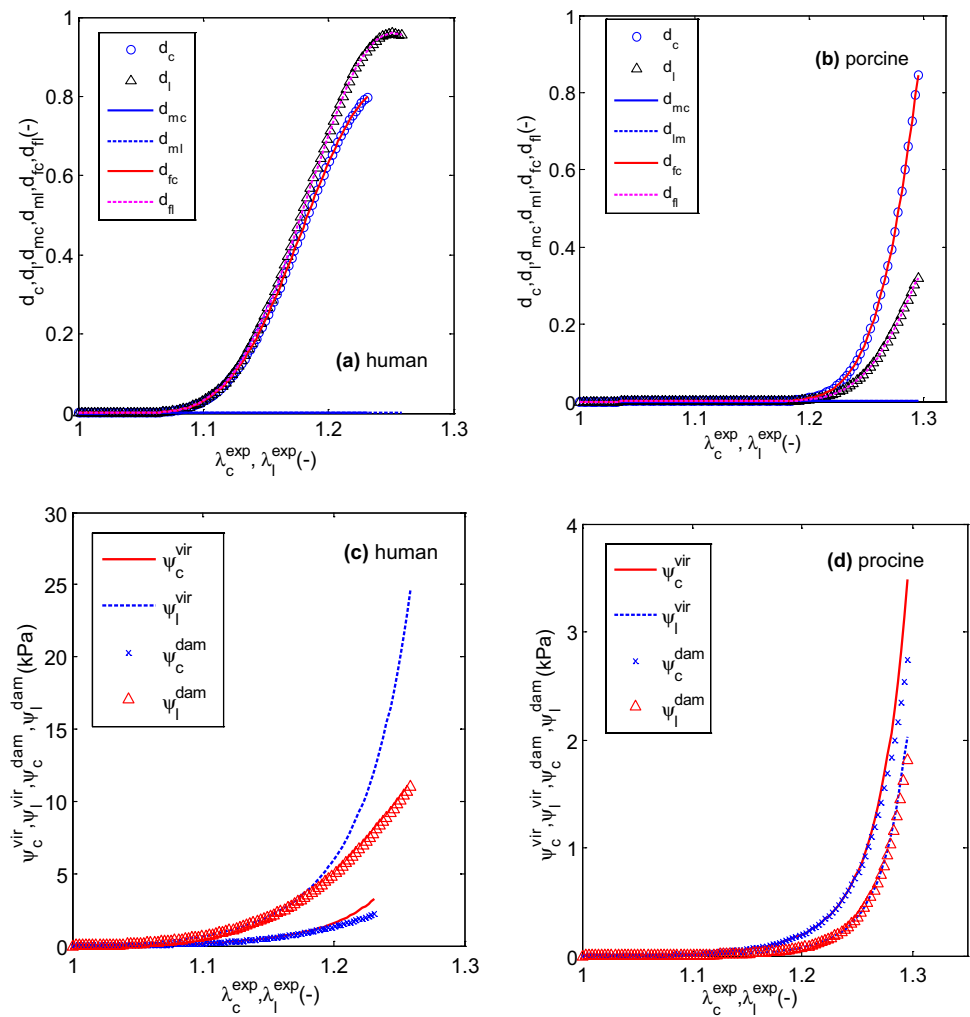 1
0.8
0.6
0.4
0.2
0
d_c,d_l,d_mc,d_ml,d_fc,d_fl(-)
d_c
d_l
d_mc
d_ml
d_fc
d_fl
(a) human
1 1.1 1.2 1.3
λ_c^exp, λ_l^exp(-)
1
0.8
0.6
0.4
0.2
0
d_c,d_l,d_mc,d_ml,d_fc,d_fl(-)
d_c
d_l
d_mc
d_lm
d_fc
d_fl
(b) porcine
1 1.1 1.2 1.3
λ_c^exp, λ_l^exp(-)
30
25
20
15
10
5
0
ψ_c^vir,ψ_l^vir,ψ_c^dam,ψ_l^dam(kPa)
ψ_c^vir
ψ_l^vir
ψ_c^dam
ψ_l^dam
(c) human
1 1.1 1.2 1.3
λ_c^exp,λ_l^exp(-)
4
3
2
1
0
ψ_c^vir,ψ_l^vir,ψ_c^dam,ψ_l^dam(kPa)
ψ_c^vir
ψ_l^vir
ψ_c^dam
ψ_l^dam
(d) procine
1 1.1 1.2 1.3
λ_c^exp,λ_l^exp(-)